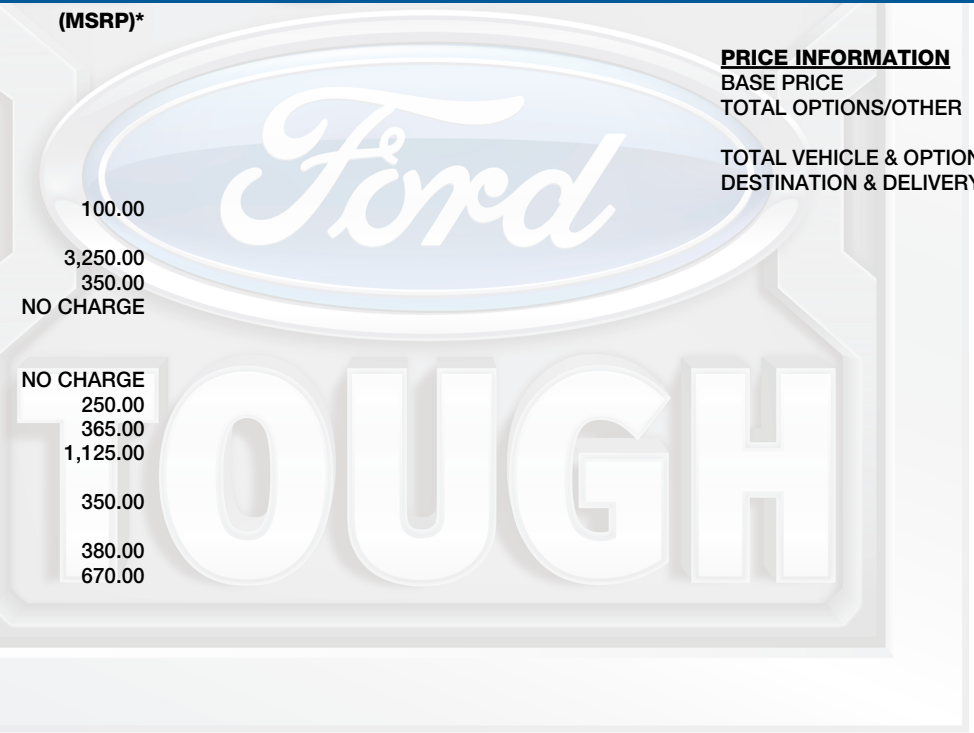 (MSRP)*
PRICE INFORMATION
BASE PRICE
TOTAL OPTIONS/OTHER
TOTAL VEHICLE & OPTION
DESTINATION & DELIVERY
100.00
3,250.00
350.00
NO CHARGE
NO CHARGE
250.00
365.00
1,125.00
350.00
380.00
670.00
Ford
TOUGH